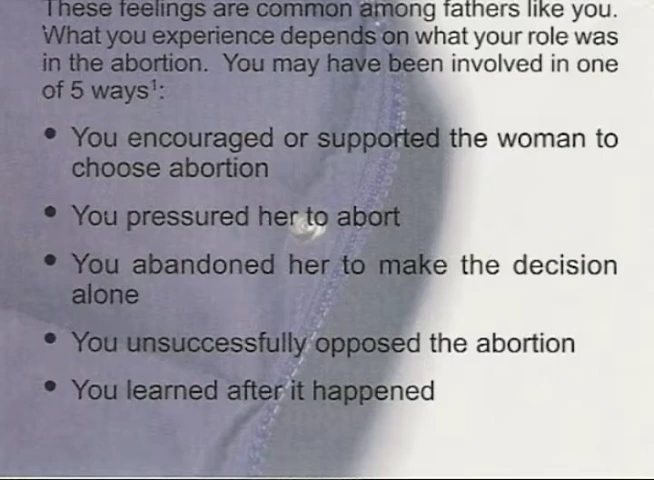 These feelings are common among fathers like you.
What you experience depends on what your role was
in the abortion. You may have been involved in one
of 5 ways¹:
• You encouraged or supported the woman to
choose abortion
• You pressured her to abort
• You abandoned her to make the decision
alone
• You unsuccessfully opposed the abortion
• You learned after it happened